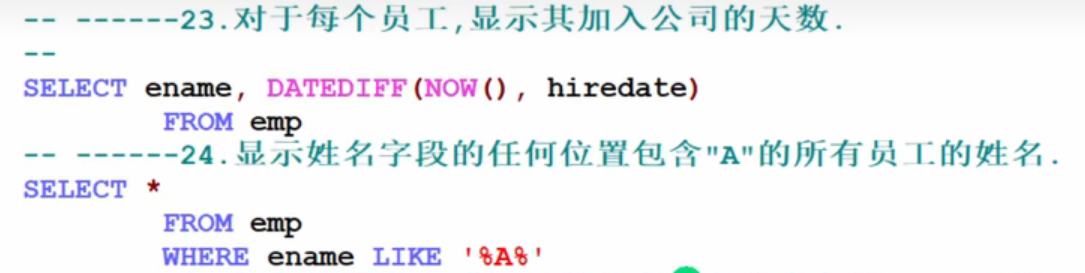 -- ------23.对于每个员工,显示其加入公司的天数.
--
SELECT ename, DATEDIFF(NOW(), hiredate)
FROM emp
-- ------24.显示姓名字段的任何位置包含"A"的所有员工的姓名.
SELECT *
FROM emp
WHERE ename LIKE '%A%'